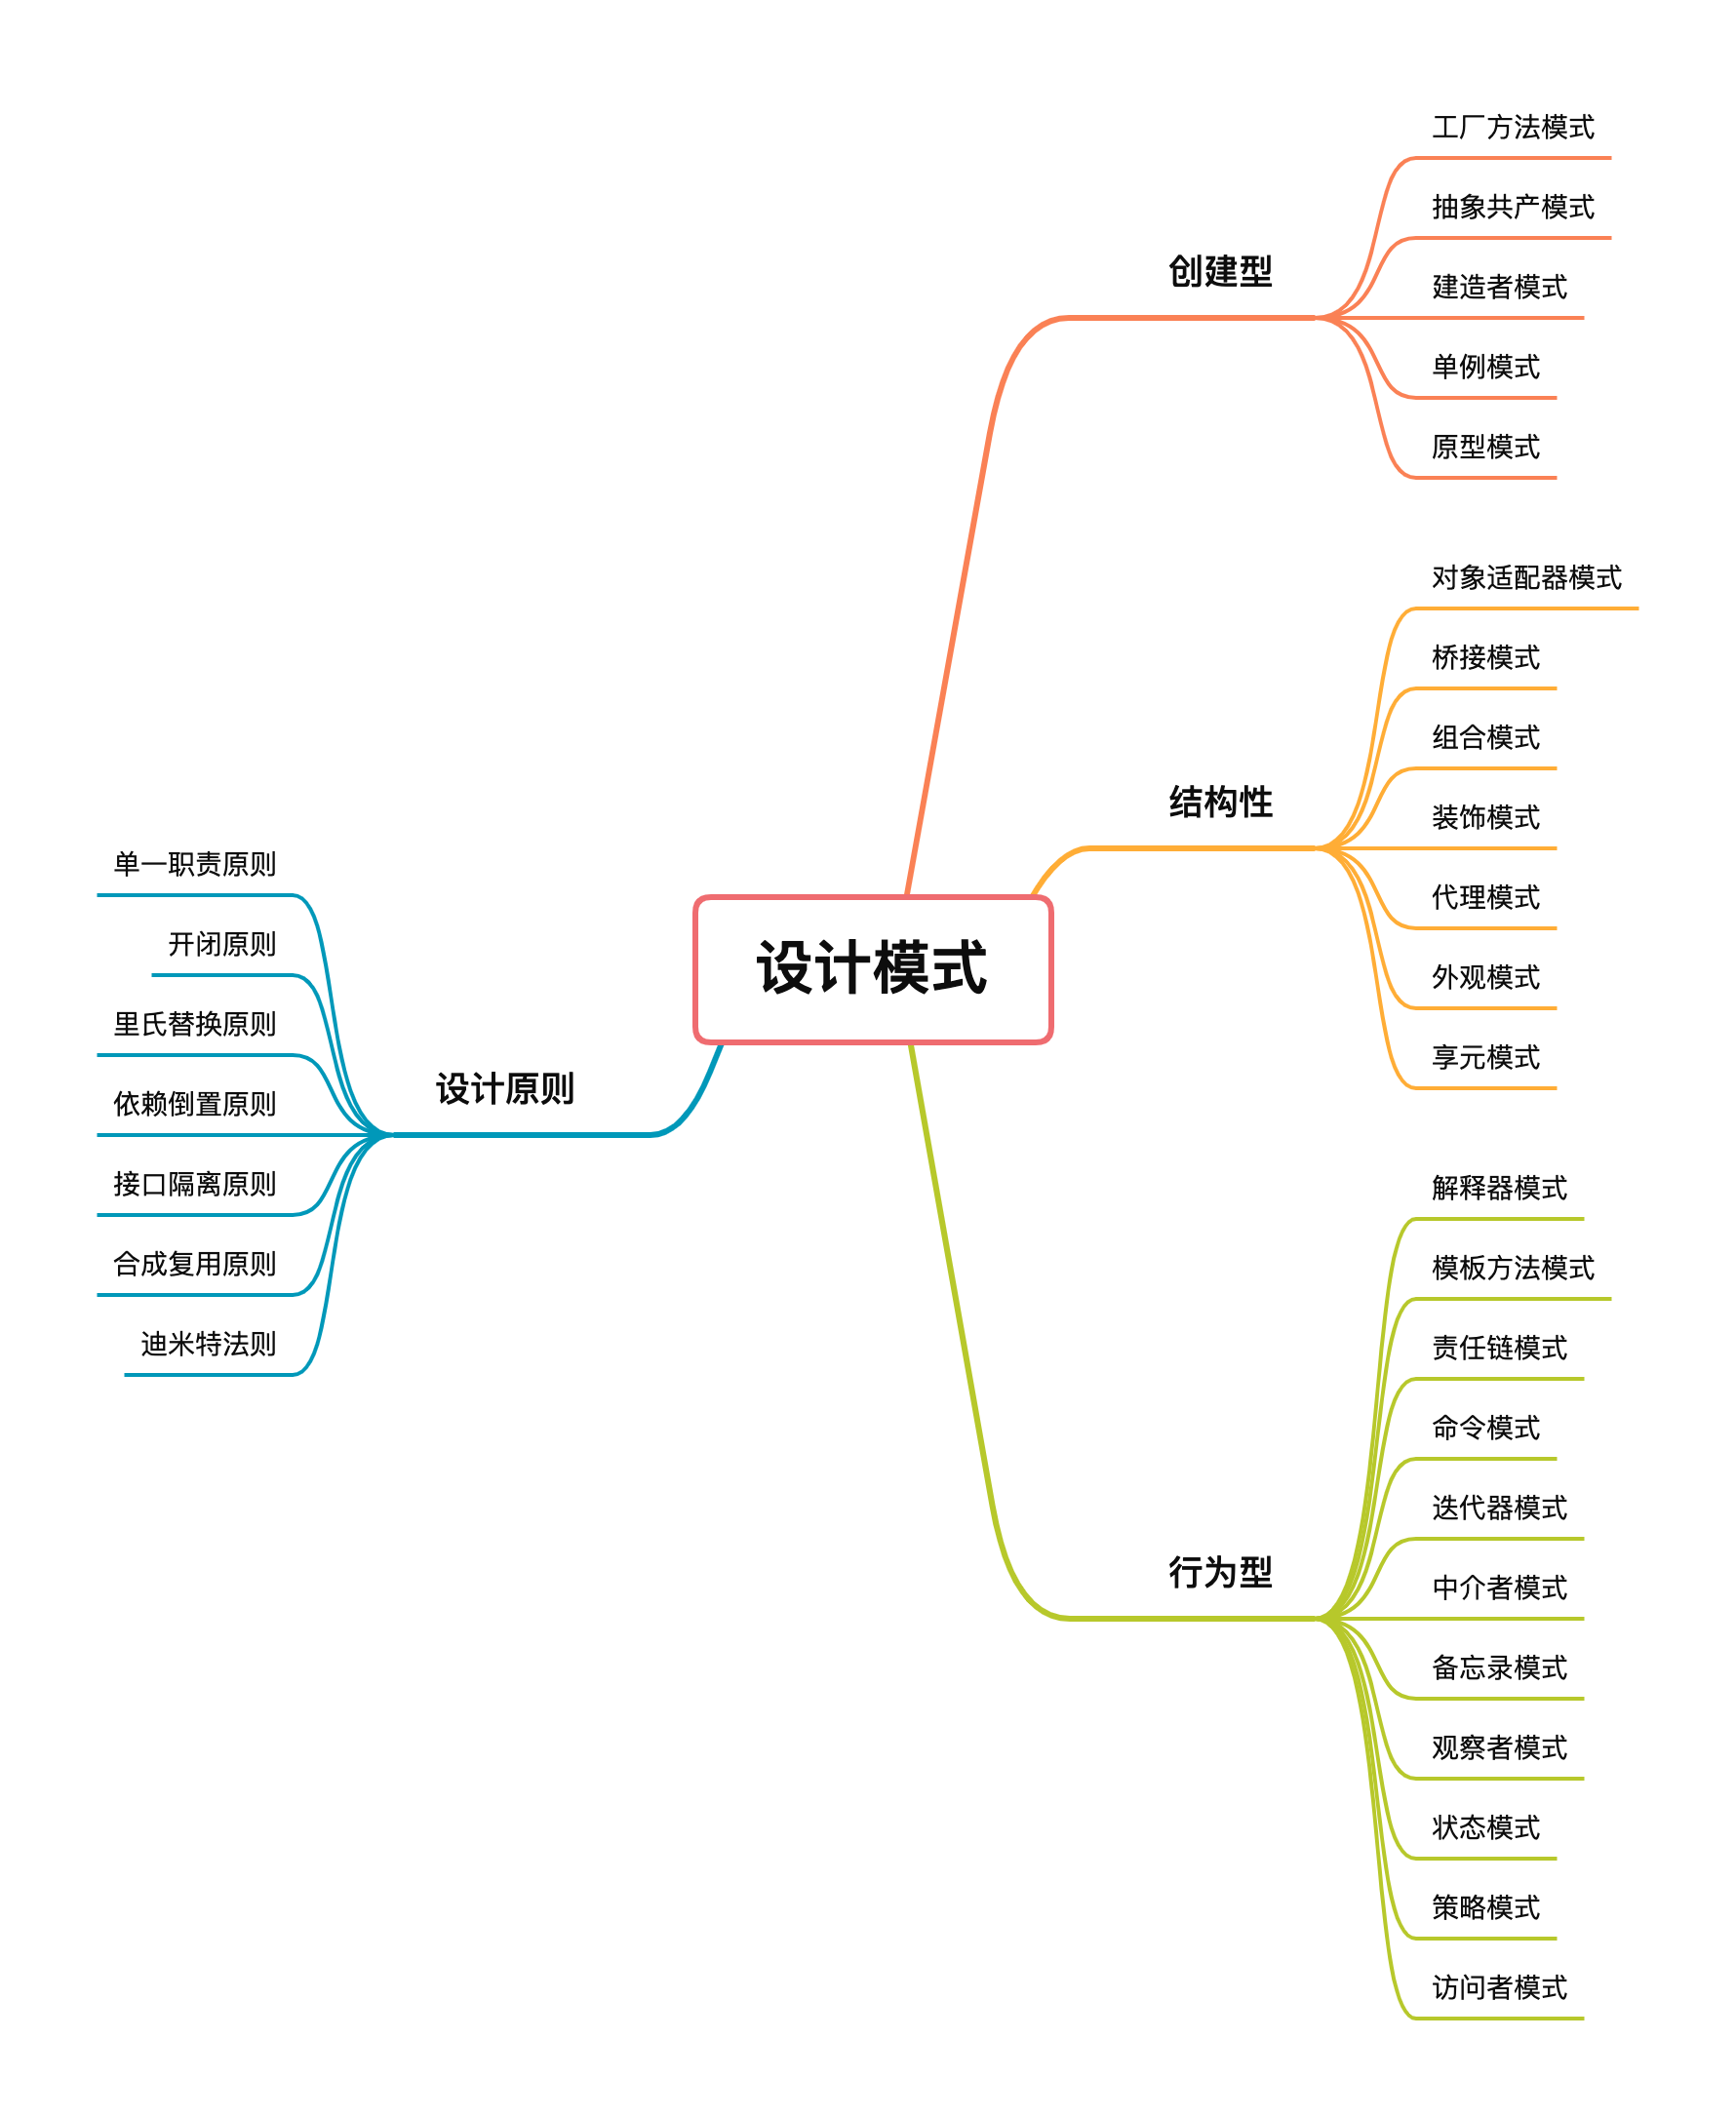 设计模式
创建型
工厂方法模式
抽象共产模式
建造者模式
单例模式
原型模式
结构性
对象适配器模式
桥接模式
组合模式
装饰模式
代理模式
外观模式
享元模式
行为型
解释器模式
模板方法模式
责任链模式
命令模式
迭代器模式
中介者模式
备忘录模式
观察者模式
状态模式
策略模式
访问者模式
设计原则
单一职责原则
开闭原则
里氏替换原则
依赖倒置原则
接口隔离原则
合成复用原则
迪米特法则